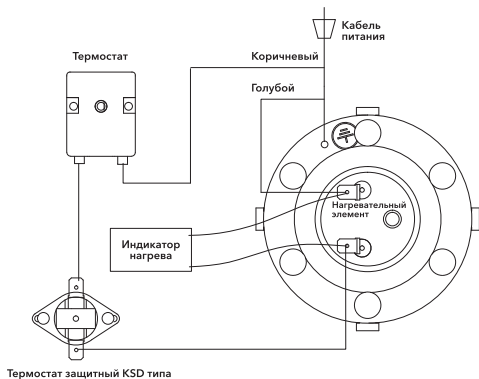 Кабель
питания
Коричневый
Термостат
Голубой
Нагревательный
элемент
Индикатор
нагрева
Термостат защитный KSD типа